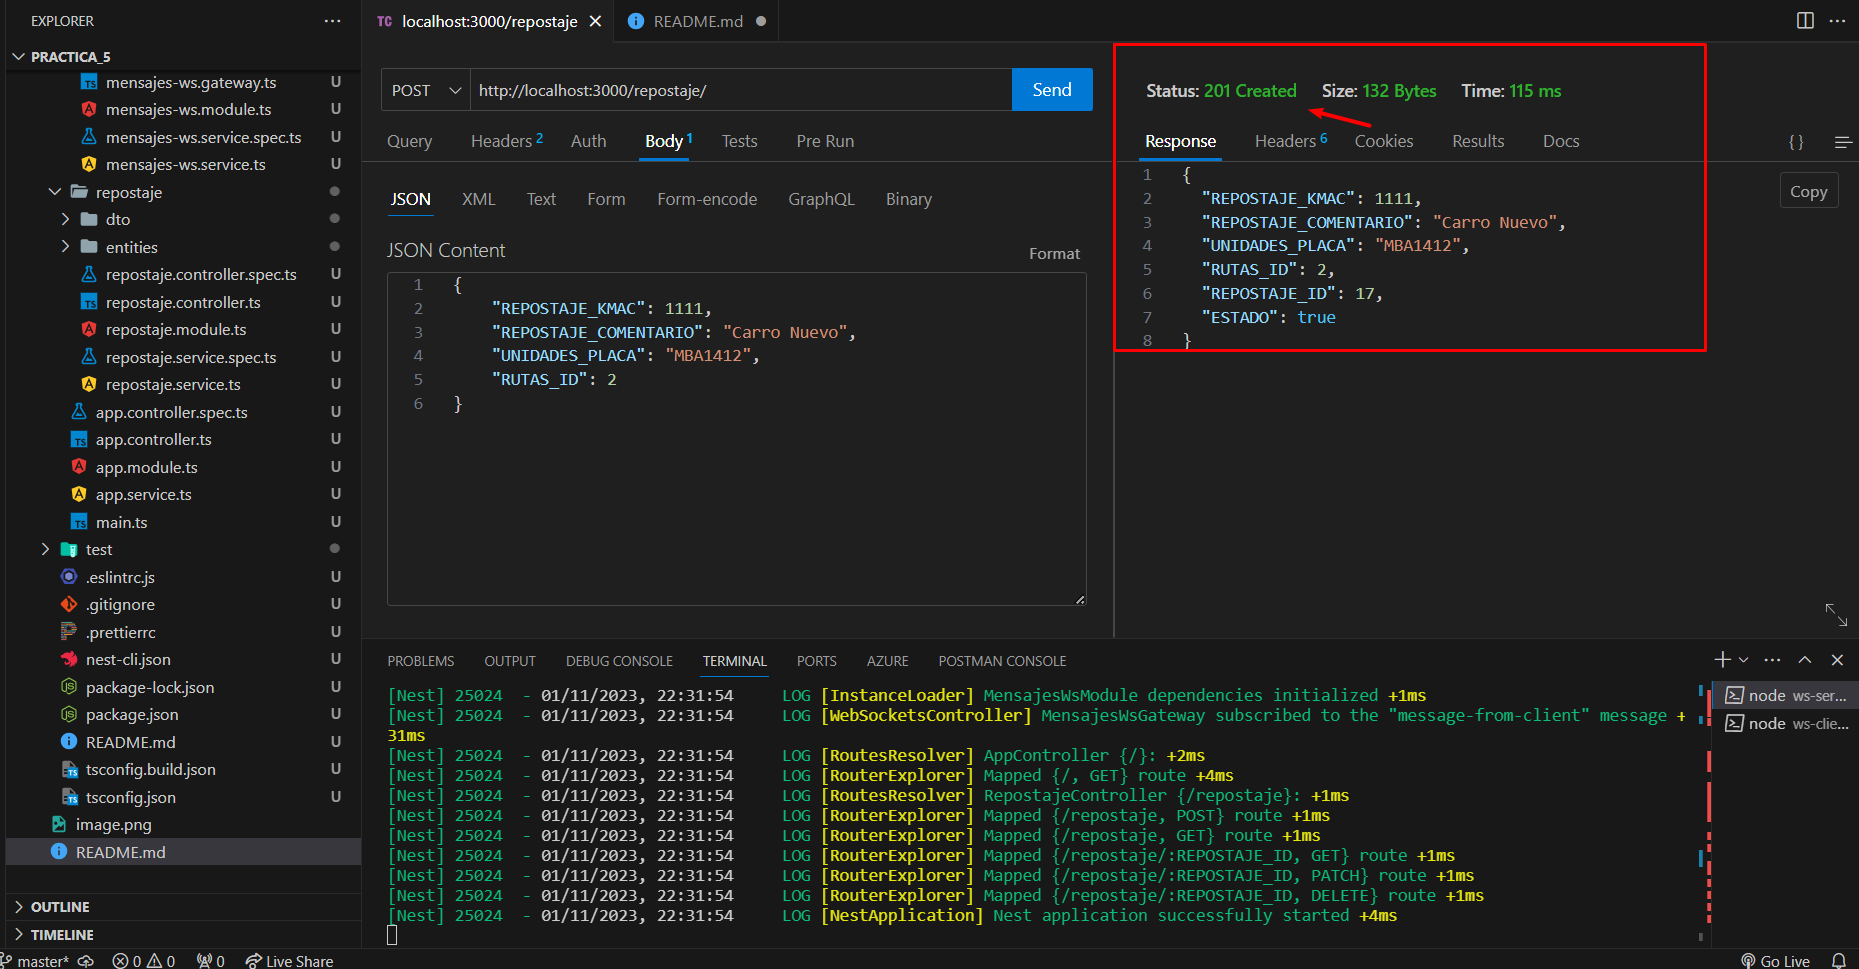 EXPLORER
PRACTICA_5
mensajes-ws.gateway.ts U
mensajes-ws.module.ts U
mensajes-ws.service.spec.ts U
mensajes-ws.service.ts U
repostaje
dto
entities
repostaje.controller.spec.ts U
repostaje.controller.ts U
repostaje.module.ts U
repostaje.service.spec.ts U
repostaje.service.ts U
app.controller.spec.ts U
app.controller.ts U
app.module.ts U
app.service.ts U
main.ts U
test
.eslintrc.js U
.gitignore U
.prettierrc U
nest-cli.json U
package-lock.json U
package.json U
README.md U
tsconfig.build.json U
tsconfig.json U
image.png
README.md
OUTLINE
TIMELINE
TC localhost:3000/repostaje
README.md
POST http://localhost:3000/repostaje/ Send
Query Headers 2 Auth Body 1 Tests Pre Run
JSON XML Text Form Form-encode GraphQL Binary
JSON Content Format
1 {
2 "REPOSTAJE_KMAC": 1111,
3 "REPOSTAJE_COMENTARIO": "Carro Nuevo",
4 "UNIDADES_PLACA": "MBA1412",
5 "RUTAS_ID": 2
6 }
Status: 201 Created Size: 132 Bytes Time: 115 ms
Response Headers 6 Cookies Results Docs { }
Copy
1 {
2 "REPOSTAJE_KMAC": 1111,
3 "REPOSTAJE_COMENTARIO": "Carro Nuevo",
4 "UNIDADES_PLACA": "MBA1412",
5 "RUTAS_ID": 2,
6 "REPOSTAJE_ID": 17,
7 "ESTADO": true
8 }
PROBLEMS OUTPUT DEBUG CONSOLE TERMINAL PORTS AZURE POSTMAN CONSOLE
[Nest] 25024 - 01/11/2023, 22:31:54 LOG [InstanceLoader] MensajesWsModule dependencies initialized +1ms
[Nest] 25024 - 01/11/2023, 22:31:54 LOG [WebSocketsController] MensajesWsGateway subscribed to the "message-from-client" message +
31ms
[Nest] 25024 - 01/11/2023, 22:31:54 LOG [RoutesResolver] AppController {/}: +2ms
[Nest] 25024 - 01/11/2023, 22:31:54 LOG [RouterExplorer] Mapped {/, GET} route +4ms
[Nest] 25024 - 01/11/2023, 22:31:54 LOG [RoutesResolver] RepostajeController {/repostaje}: +1ms
[Nest] 25024 - 01/11/2023, 22:31:54 LOG [RouterExplorer] Mapped {/repostaje, POST} route +1ms
[Nest] 25024 - 01/11/2023, 22:31:54 LOG [RouterExplorer] Mapped {/repostaje, GET} route +1ms
[Nest] 25024 - 01/11/2023, 22:31:54 LOG [RouterExplorer] Mapped {/repostaje/:REPOSTAJE_ID, GET} route +1ms
[Nest] 25024 - 01/11/2023, 22:31:54 LOG [RouterExplorer] Mapped {/repostaje/:REPOSTAJE_ID, PATCH} route +1ms
[Nest] 25024 - 01/11/2023, 22:31:54 LOG [RouterExplorer] Mapped {/repostaje/:REPOSTAJE_ID, DELETE} route +1ms
[Nest] 25024 - 01/11/2023, 22:31:54 LOG [NestApplication] Nest application successfully started +4ms
node ws-ser...
node ws-clie...
master* 0 0 0 Live Share Go Live